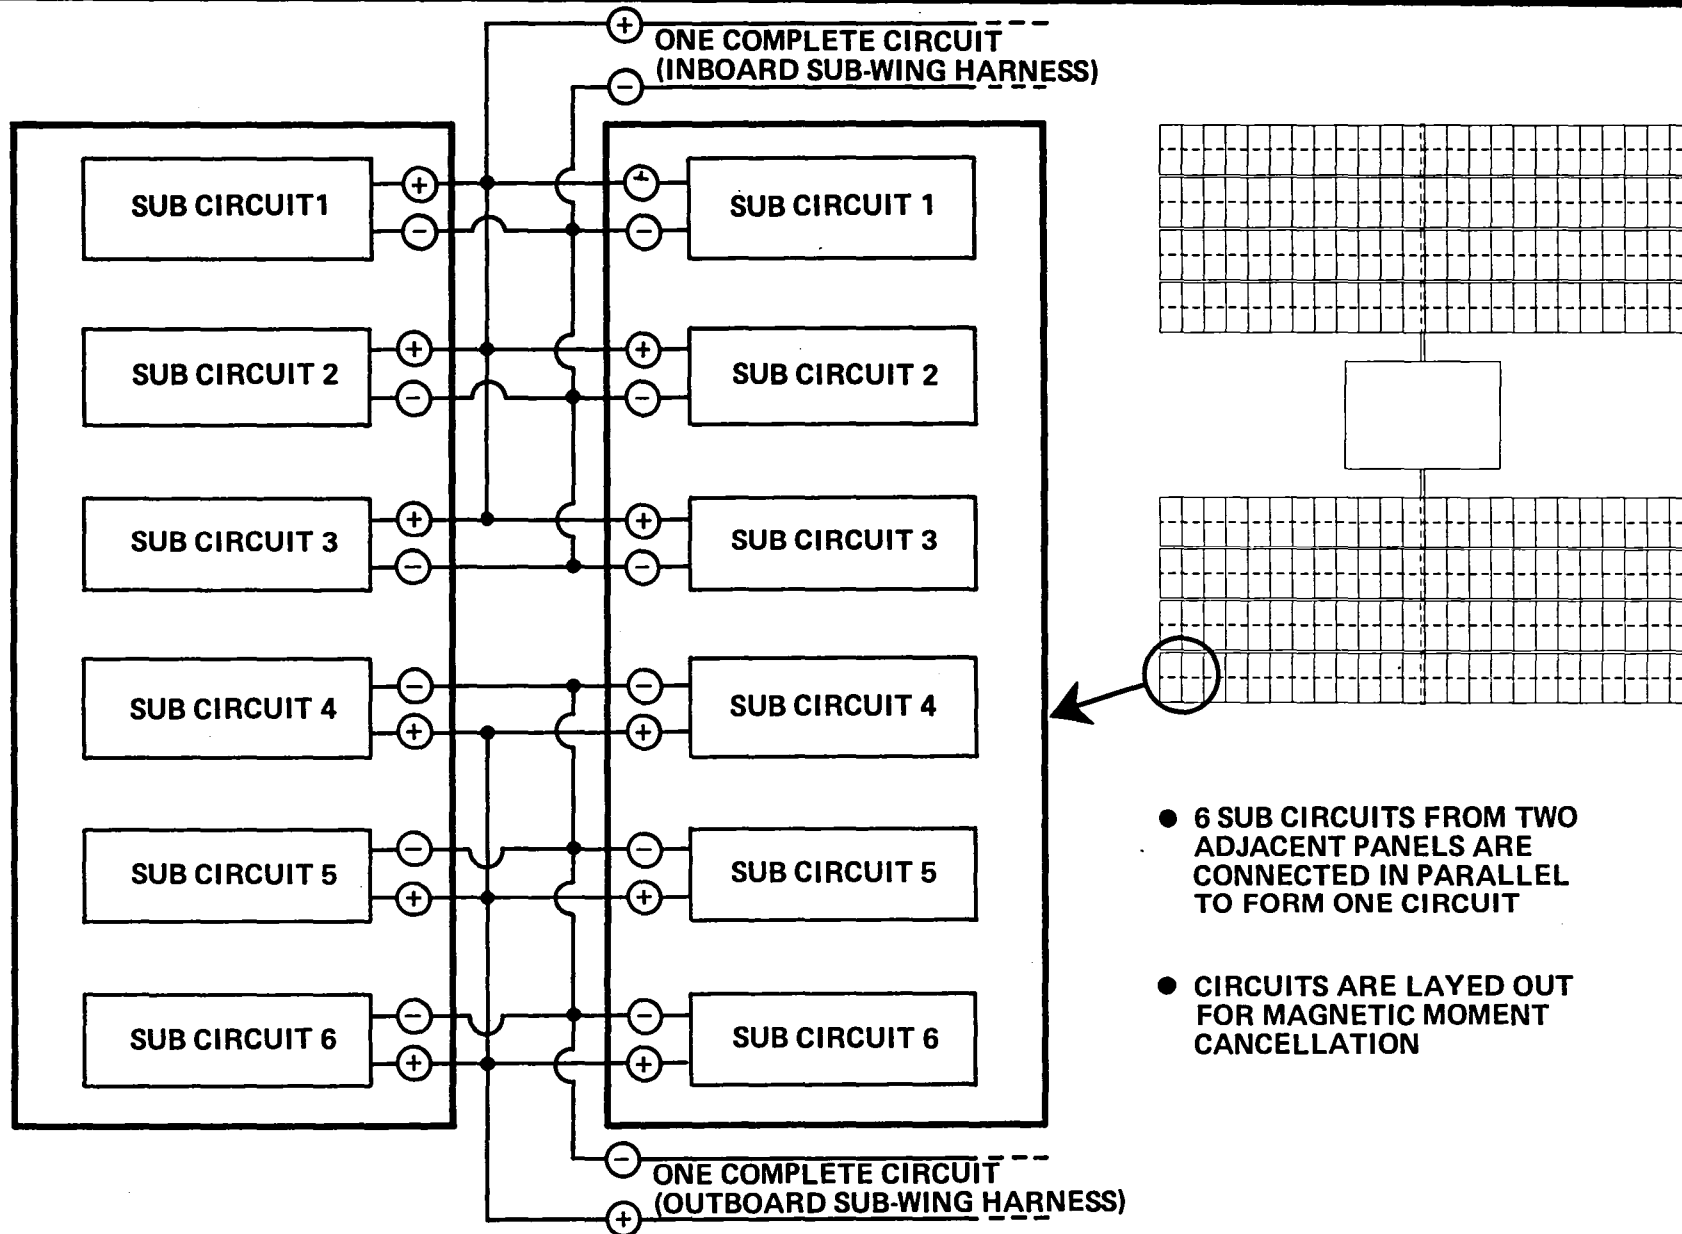 ONE COMPLETE CIRCUIT
(INBOARD SUB-WING HARNESS)
SUB CIRCUIT1
SUB CIRCUIT 2
SUB CIRCUIT 3
SUB CIRCUIT 4
SUB CIRCUIT 5
SUB CIRCUIT 6
SUB CIRCUIT 1
SUB CIRCUIT 2
SUB CIRCUIT 3
SUB CIRCUIT 4
SUB CIRCUIT 5
SUB CIRCUIT 6
ONE COMPLETE CIRCUIT
(OUTBOARD SUB-WING HARNESS)
● 6 SUB CIRCUITS FROM TWO
ADJACENT PANELS ARE
CONNECTED IN PARALLEL
TO FORM ONE CIRCUIT
● CIRCUITS ARE LAYED OUT
FOR MAGNETIC MOMENT
CANCELLATION